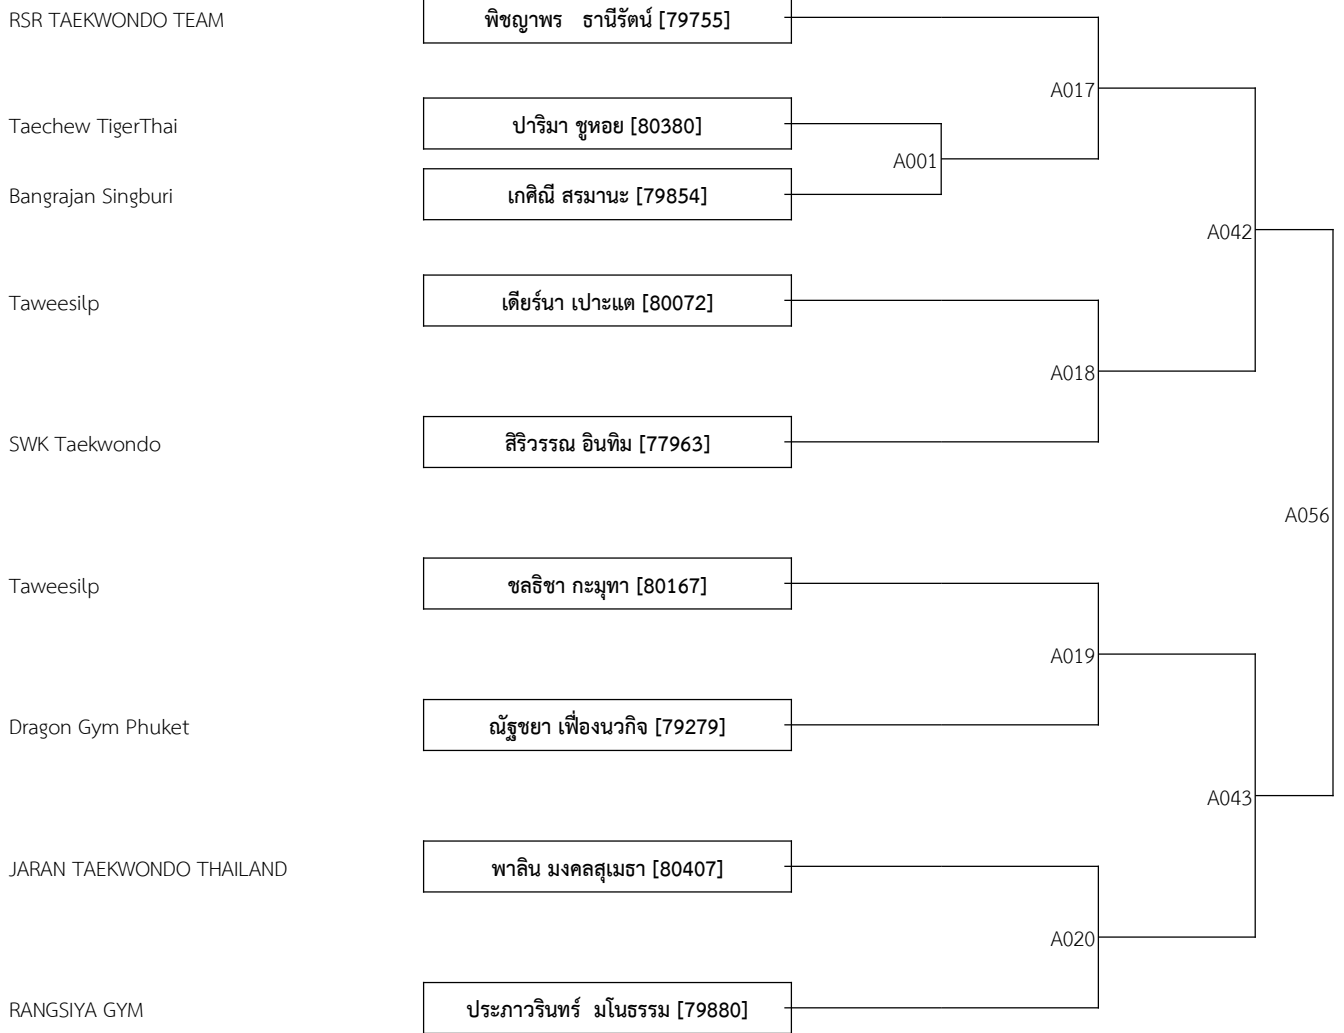 RSR TAEKWONDO TEAM
พิชญาพร ธานีรัตน์ [79755]
A017
Taechew TigerThai
ปาริมา ชูหอย [80380]
A001
Bangrajan Singburi
เกศิณี สรมานะ [79854]
A042
Taweesilp
เดียร์นา เปาะแต [80072]
A018
SWK Taekwondo
สิริวรรณ อินทิม [77963]
A056
Taweesilp
ชลธิชา กะมุทา [80167]
A019
Dragon Gym Phuket
ณัฐชยา เฟื่องนวกิจ [79279]
A043
JARAN TAEKWONDO THAILAND
พาลิน มงคลสุเมธา [80407]
A020
RANGSIYA GYM
ประภาวรินทร์ มโนธรรม [79880]